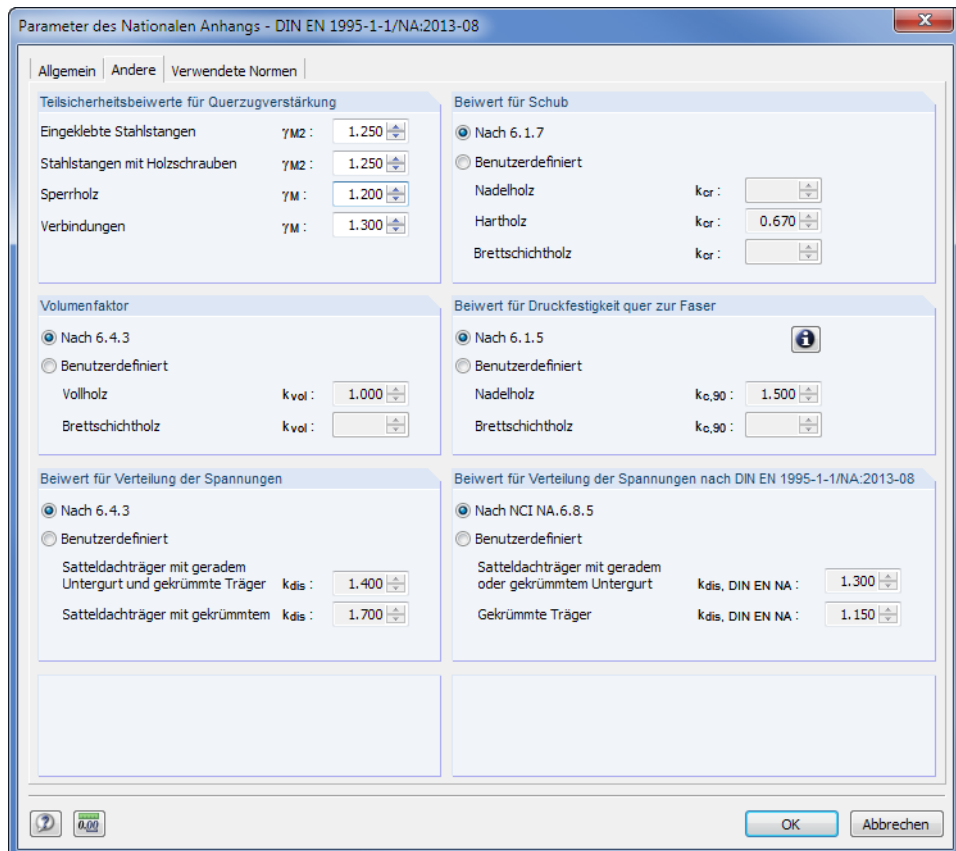 Parameter des Nationalen Anhangs - DIN EN 1995-1-1/NA:2013-08
x
Allgemein Andere Verwendete Normen
Teilsicherheitsbeiwerte für Querzugverstärkung
Eingeklebte Stahlstangen γM2 : 1.250
Stahlstangen mit Holzschrauben γM2 : 1.250
Sperrholz γM : 1.200
Verbindungen γM : 1.300
Beiwert für Schub
Nach 6.1.7
Benutzerdefiniert
Nadelholz kcr :
Hartholz kcr : 0.670
Brettschichtholz kcr :
Volumenfaktor
Nach 6.4.3
Benutzerdefiniert
Vollholz kvol : 1.000
Brettschichtholz kvol :
Beiwert für Druckfestigkeit quer zur Faser
Nach 6.1.5
i
Benutzerdefiniert
Nadelholz kc,90 : 1.500
Brettschichtholz kc,90 :
Beiwert für Verteilung der Spannungen
Nach 6.4.3
Benutzerdefiniert
Satteldachträger mit geradem
Untergurt und gekrümmte Träger kdis : 1.400
Satteldachträger mit gekrümmtem kdis : 1.700
Beiwert für Verteilung der Spannungen nach DIN EN 1995-1-1/NA:2013-08
Nach NCI NA.6.8.5
Benutzerdefiniert
Satteldachträger mit geradem
oder gekrümmtem Untergurt kdis, DIN EN NA : 1.300
Gekrümmte Träger kdis, DIN EN NA : 1.150
? 0.00 OK Abbrechen